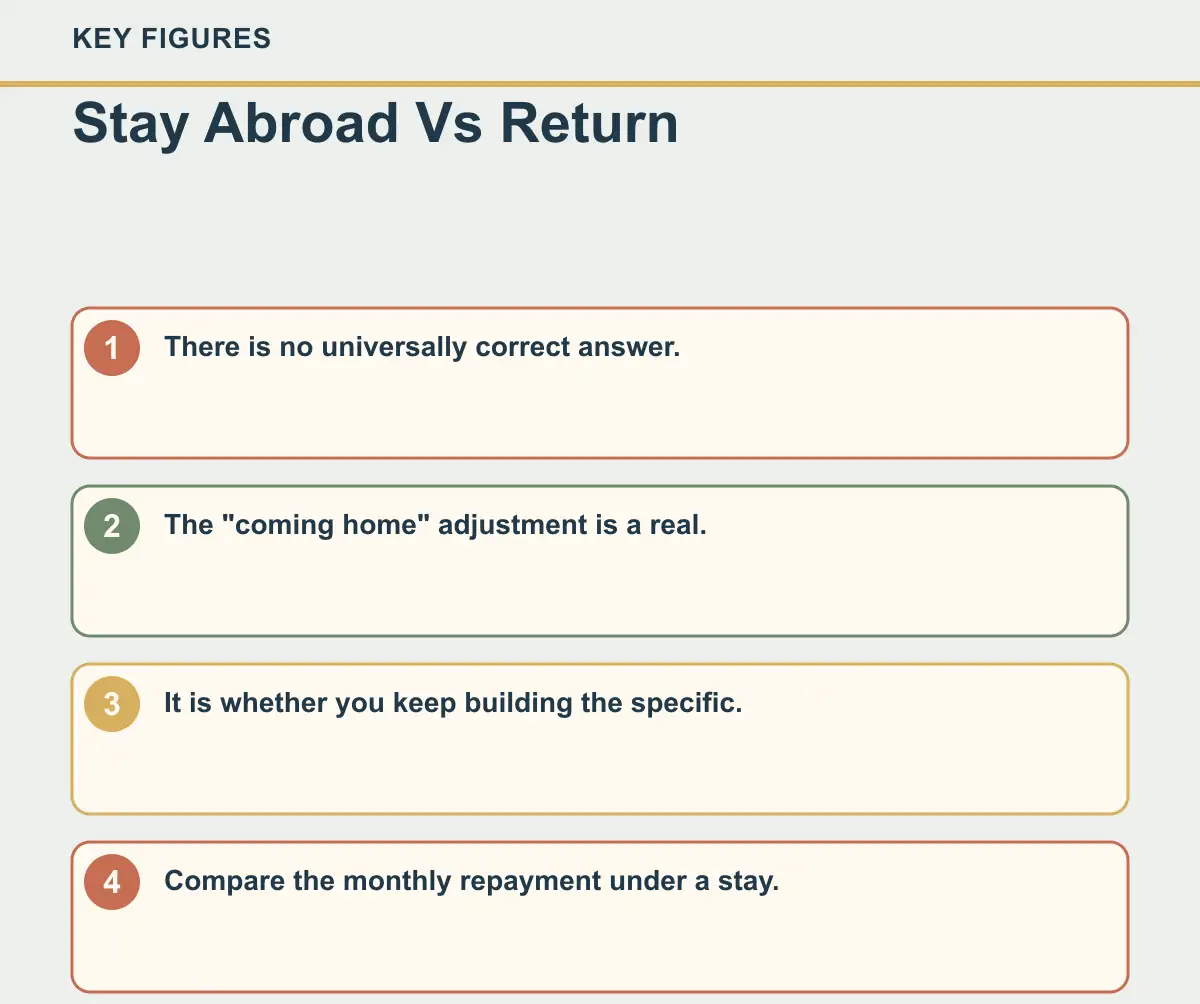 KEY FIGURES
Stay Abroad Vs Return
1
There is no universally correct answer.
2
The "coming home" adjustment is a real.
3
It is whether you keep building the specific.
4
Compare the monthly repayment under a stay.